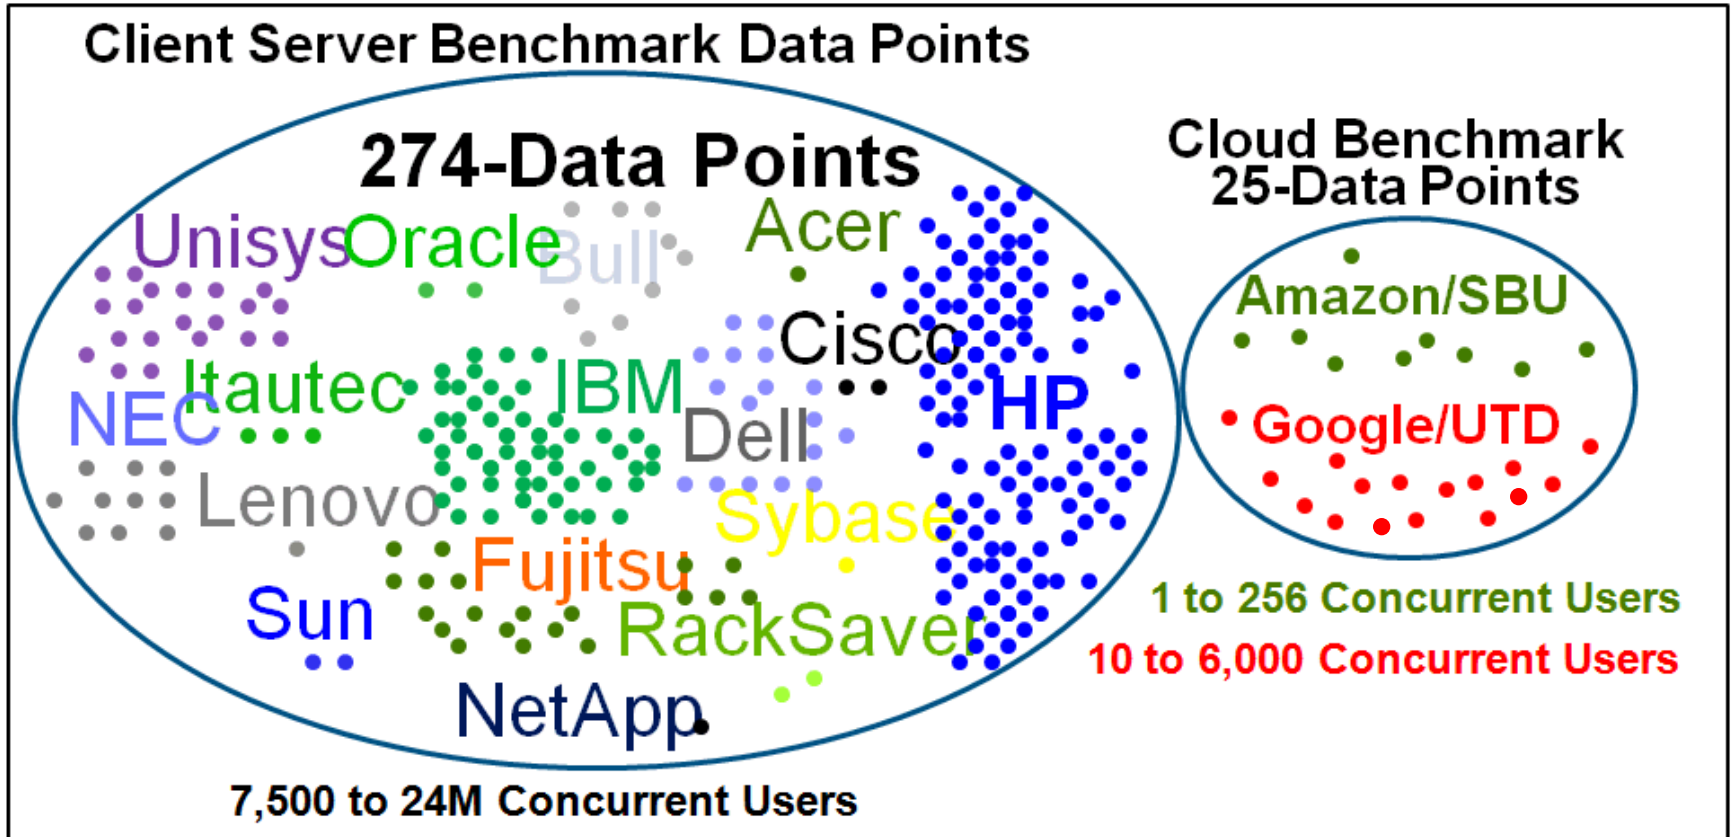 Client Server Benchmark Data Points
274-Data Points
Unisys
Oracle
Bull
Acer
Cisco
Itautec
IBM
NEC
Dell
HP
Lenovo
Sybase
Fujitsu
Sun
RackSaver
NetApp
7,500 to 24M Concurrent Users
Cloud Benchmark
25-Data Points
Amazon/SBU
Google/UTD
1 to 256 Concurrent Users
10 to 6,000 Concurrent Users